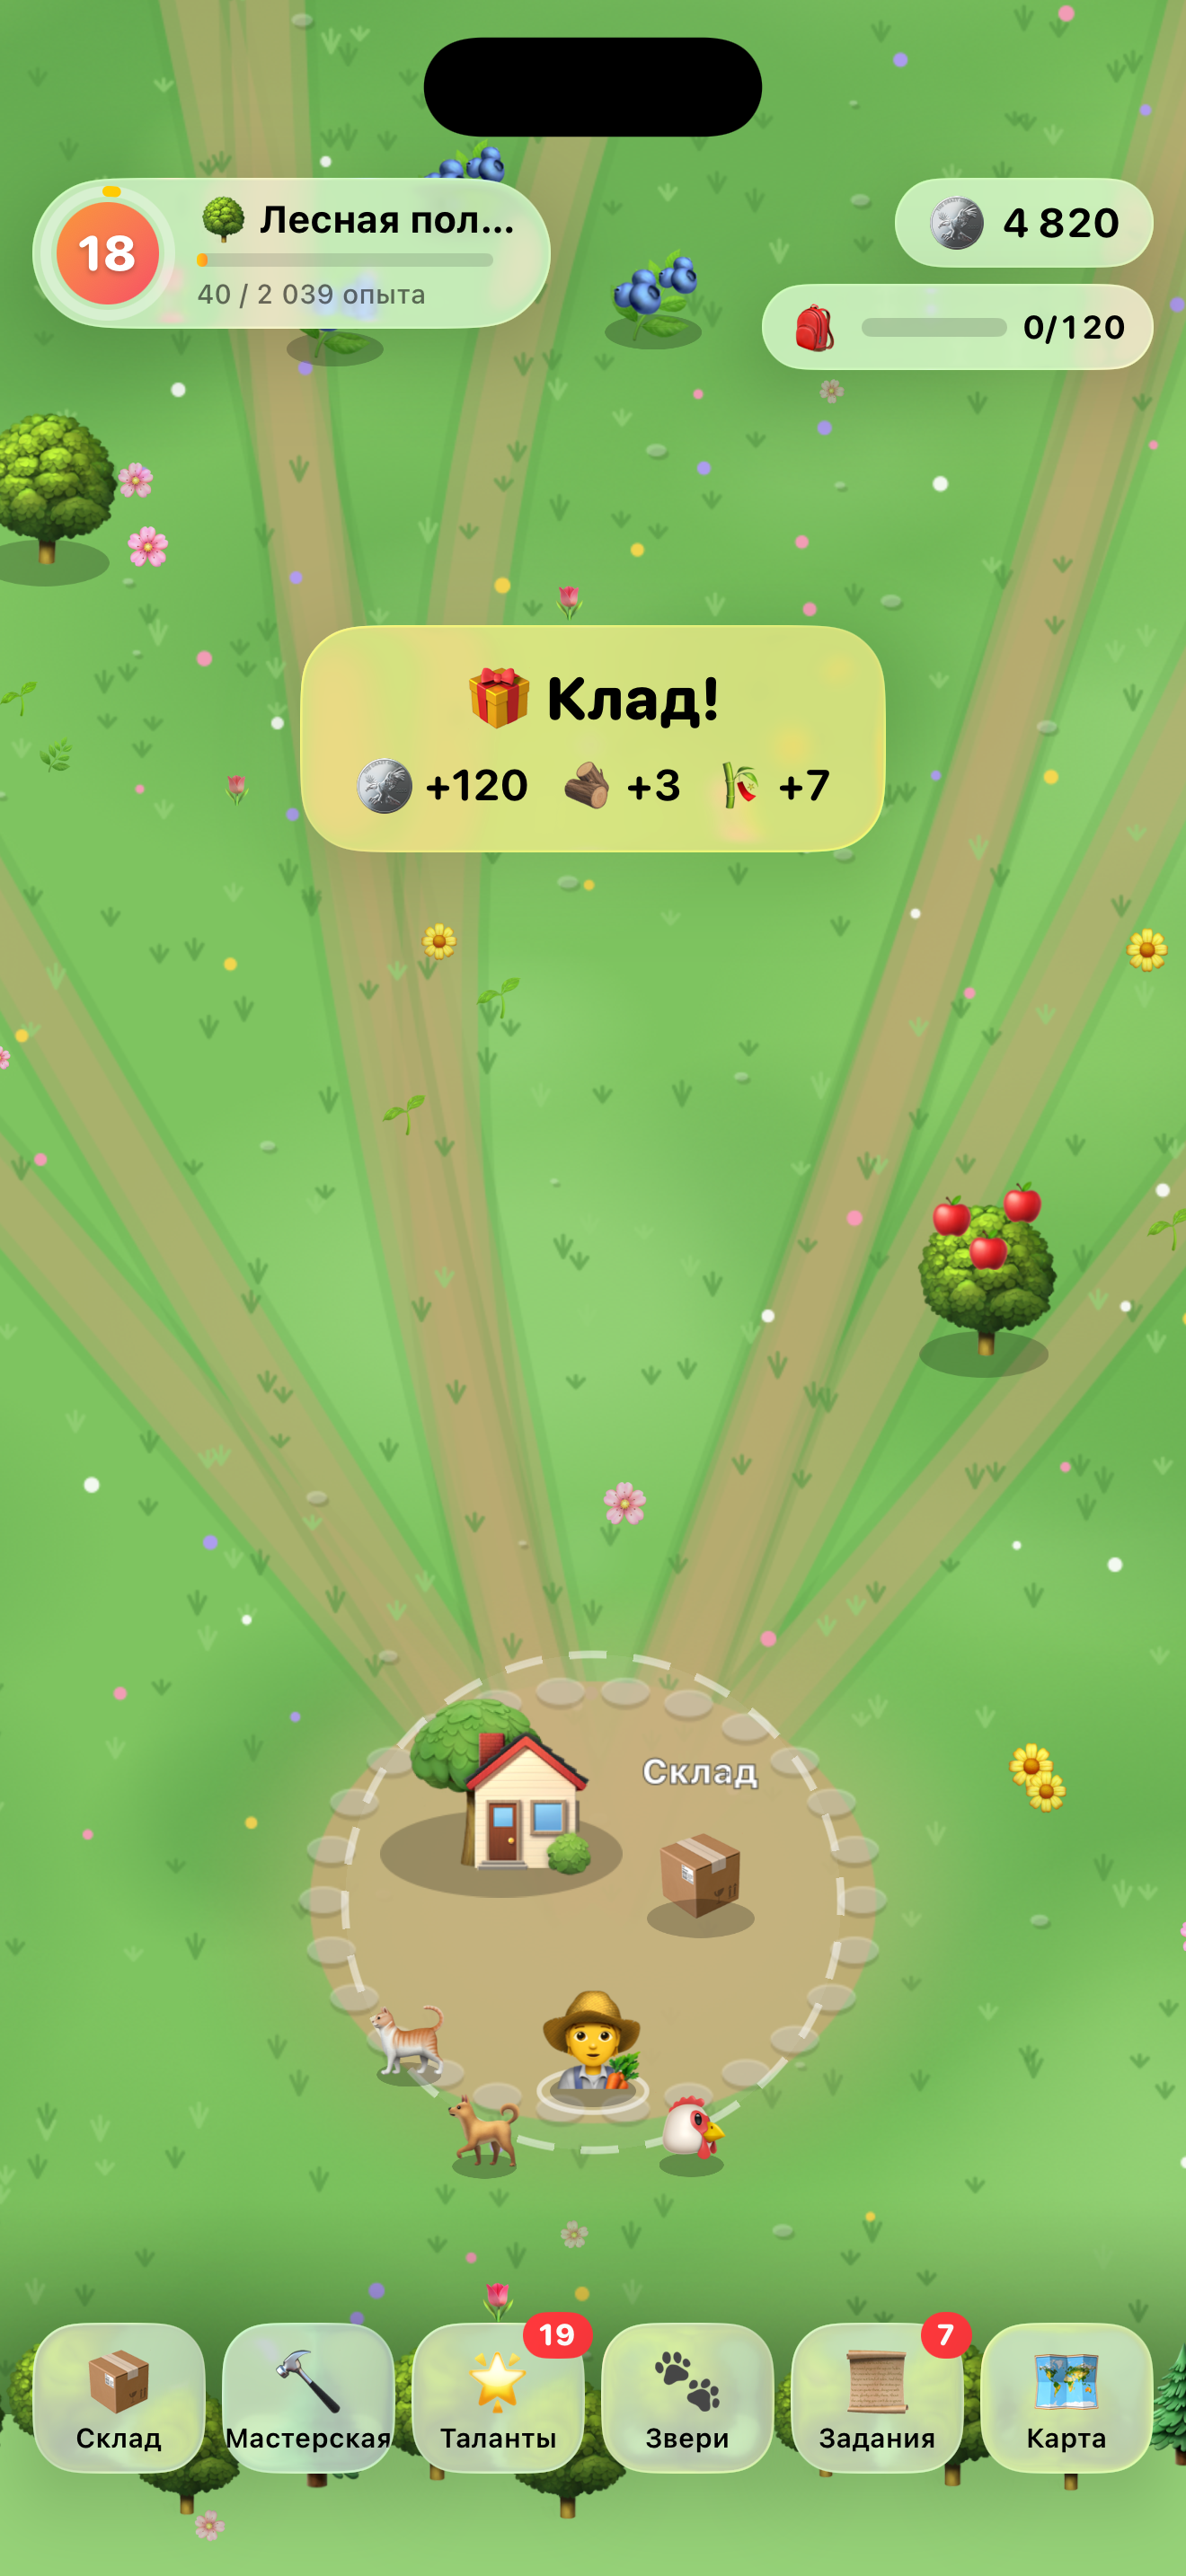 18
Лесная пол...
40 / 2 039 опыта
4 820
0/120
Клад!
+120 +3 +7
Склад
19
7
Склад
Мастерская
Таланты
Звери
Задания
Карта